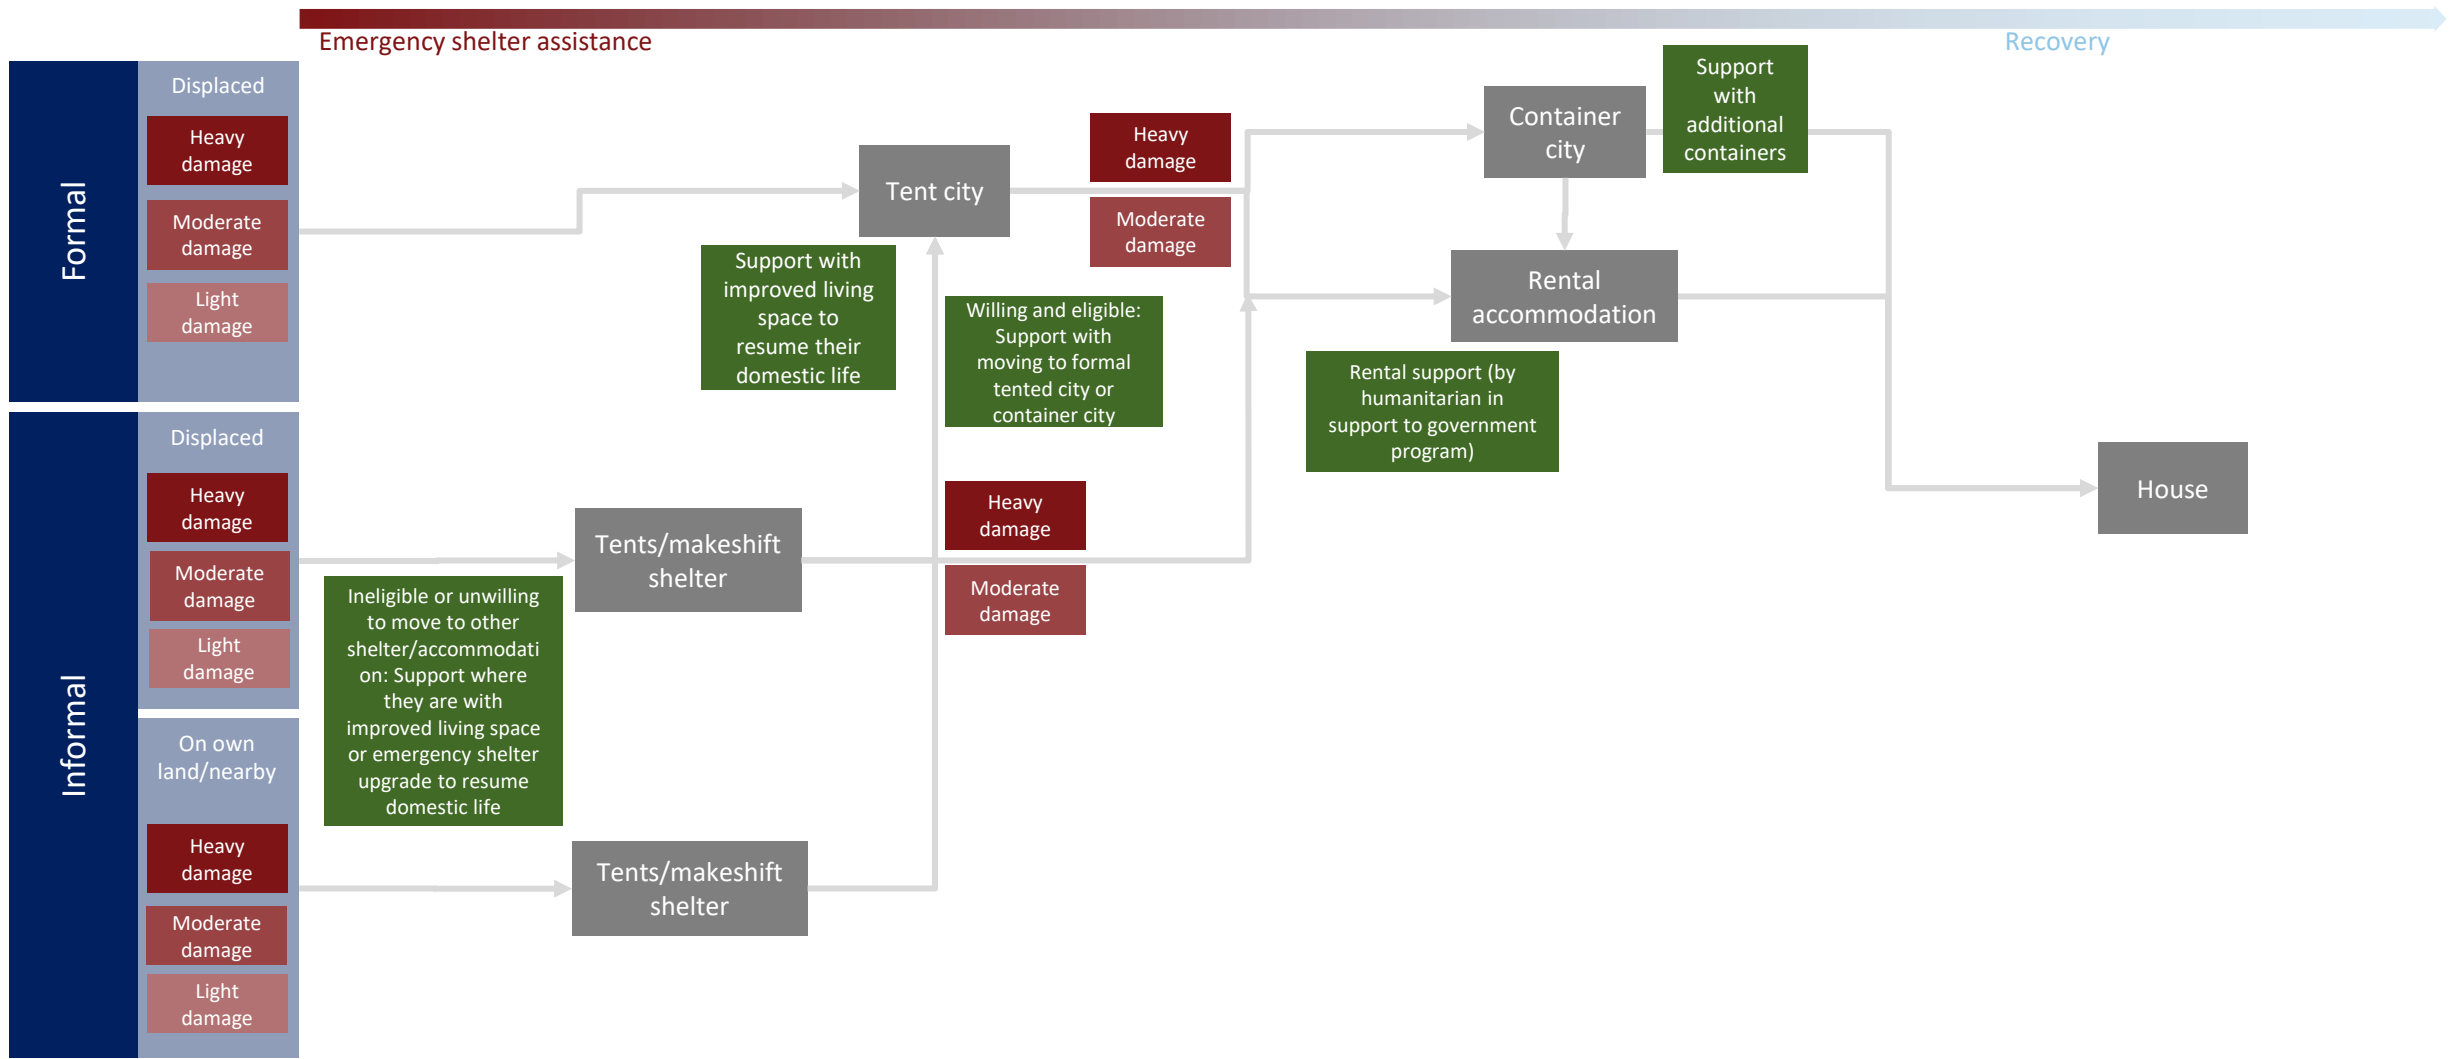 Emergency shelter assistance
Recovery
Formal
Displaced
Heavy
damage
Moderate
damage
Light
damage
Tent city
Support with
improved living
space to
resume their
domestic life
Heavy
damage
Moderate
damage
Willing and eligible:
Support with
moving to formal
tented city or
container city
Container
city
Support
with
additional
containers
Rental
accommodation
Rental support (by
humanitarian in
support to government
program)
House
Informal
Displaced
Heavy
damage
Moderate
damage
Light
damage
Ineligible or unwilling
to move to other
shelter/accommodati
on: Support where
they are with
improved living space
or emergency shelter
upgrade to resume
domestic life
Tents/makeshift
shelter
Heavy
damage
Moderate
damage
On own
land/nearby
Heavy
damage
Moderate
damage
Light
damage
Tents/makeshift
shelter